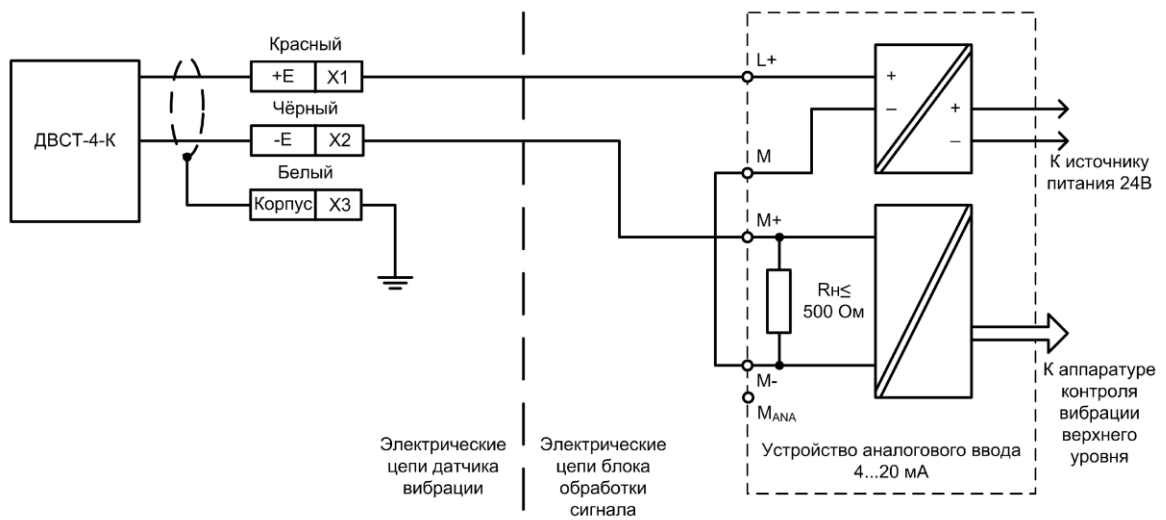 ДВСТ-4-К
Красный
+E X1
Чёрный
-E X2
Белый
Корпус X3
L+
M
M+
M-
MANA
+
–
+
–
Rн≤
500 Ом
К источнику
питания 24В
К аппаратуре
контроля
вибрации
верхнего
уровня
Электрические
цепи датчика
вибрации
Электрические
цепи блока
обработки
сигнала
Устройство аналогового ввода
4...20 мА